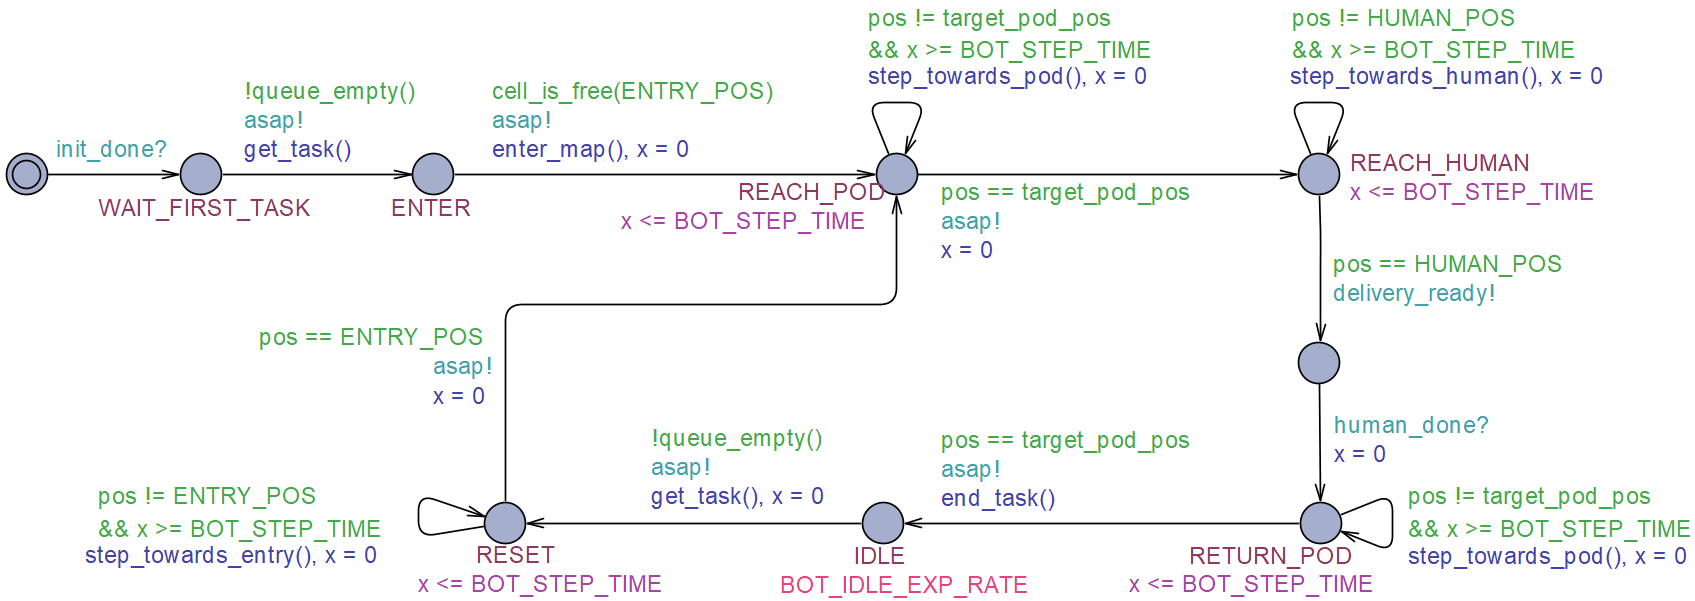 pos != target_pod_pos
&& x >= BOT_STEP_TIME
step_towards_pod(), x = 0
pos != HUMAN_POS
&& x >= BOT_STEP_TIME
step_towards_human(), x = 0
init_done?
!queue_empty()
asap!
get_task()
cell_is_free(ENTRY_POS)
asap!
enter_map(), x = 0
WAIT_FIRST_TASK
ENTER
REACH_POD
x <= BOT_STEP_TIME
pos == target_pod_pos
asap!
x = 0
REACH_HUMAN
x <= BOT_STEP_TIME
pos == HUMAN_POS
delivery_ready!
pos == ENTRY_POS
asap!
x = 0
human_done?
x = 0
!queue_empty()
asap!
get_task(), x = 0
pos == target_pod_pos
asap!
end_task()
pos != ENTRY_POS
&& x >= BOT_STEP_TIME
step_towards_entry(), x = 0
RESET
x <= BOT_STEP_TIME
IDLE
BOT_IDLE_EXP_RATE
RETURN_POD
x <= BOT_STEP_TIME
pos != target_pod_pos
&& x >= BOT_STEP_TIME
step_towards_pod(), x = 0